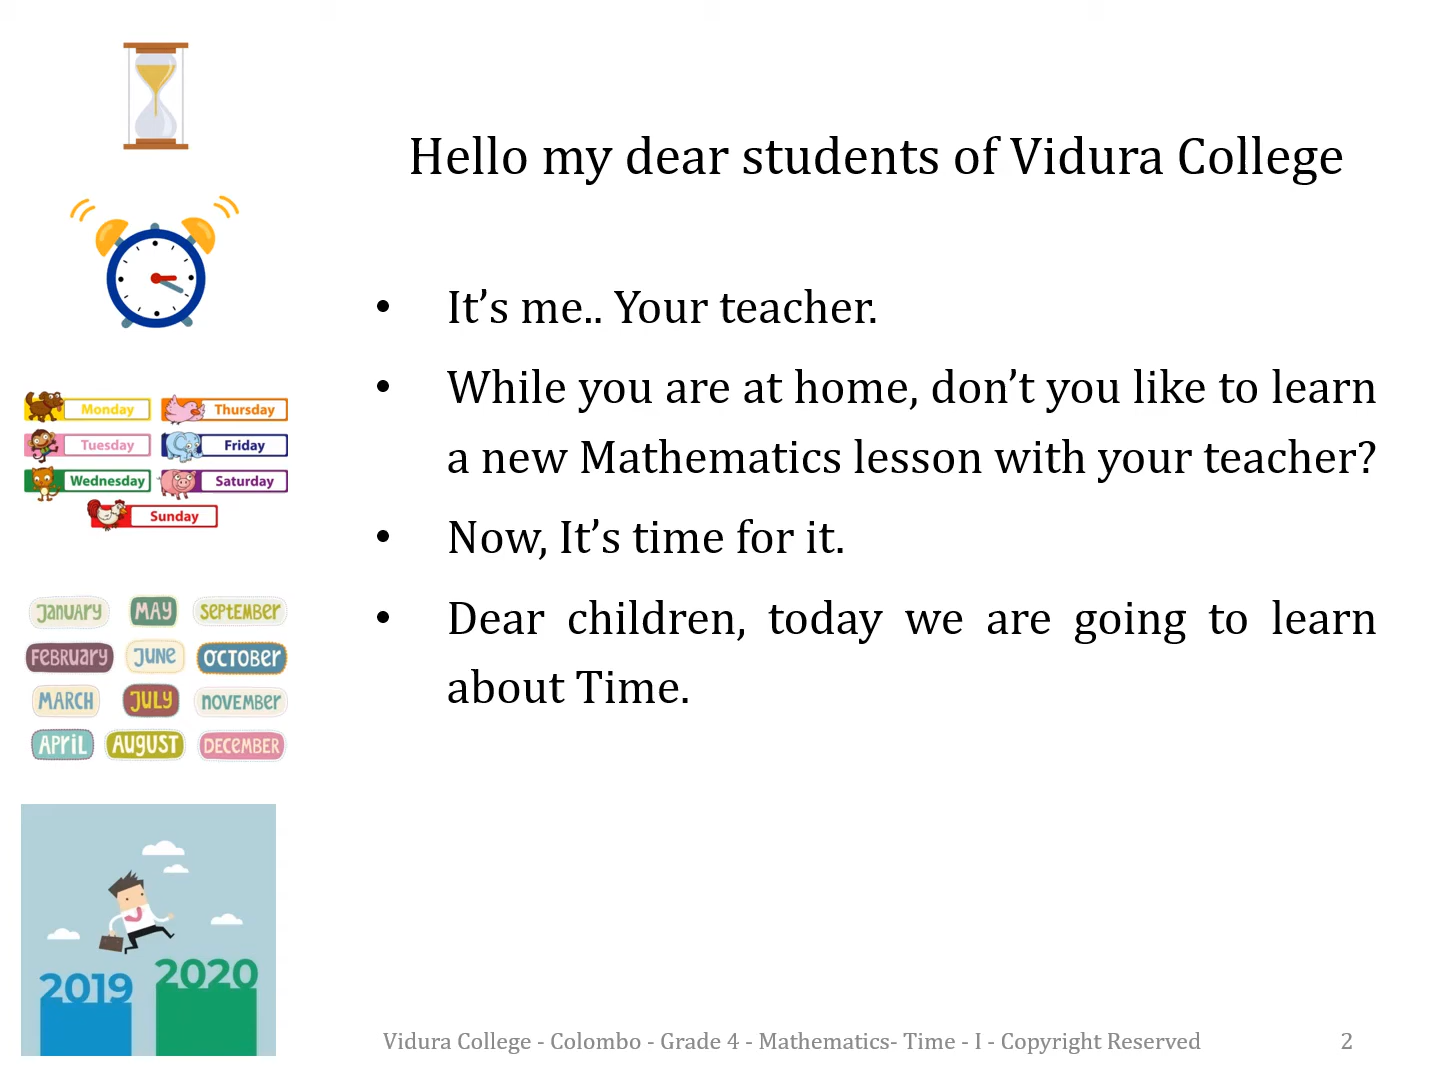 Hello my dear students of Vidura College
• It’s me.. Your teacher.
• While you are at home, don’t you like to learn
a new Mathematics lesson with your teacher?
• Now, It’s time for it.
• Dear children, today we are going to learn
about Time.
Monday Thursday
Tuesday Friday
Wednesday Saturday
Sunday
JANUARY MAY SEPTEMBER
FEBRUARY JUNE OCTOBER
MARCH JULY NOVEMBER
APRIL AUGUST DECEMBER
2019 2020
Vidura College - Colombo - Grade 4 - Mathematics- Time - I - Copyright Reserved 2